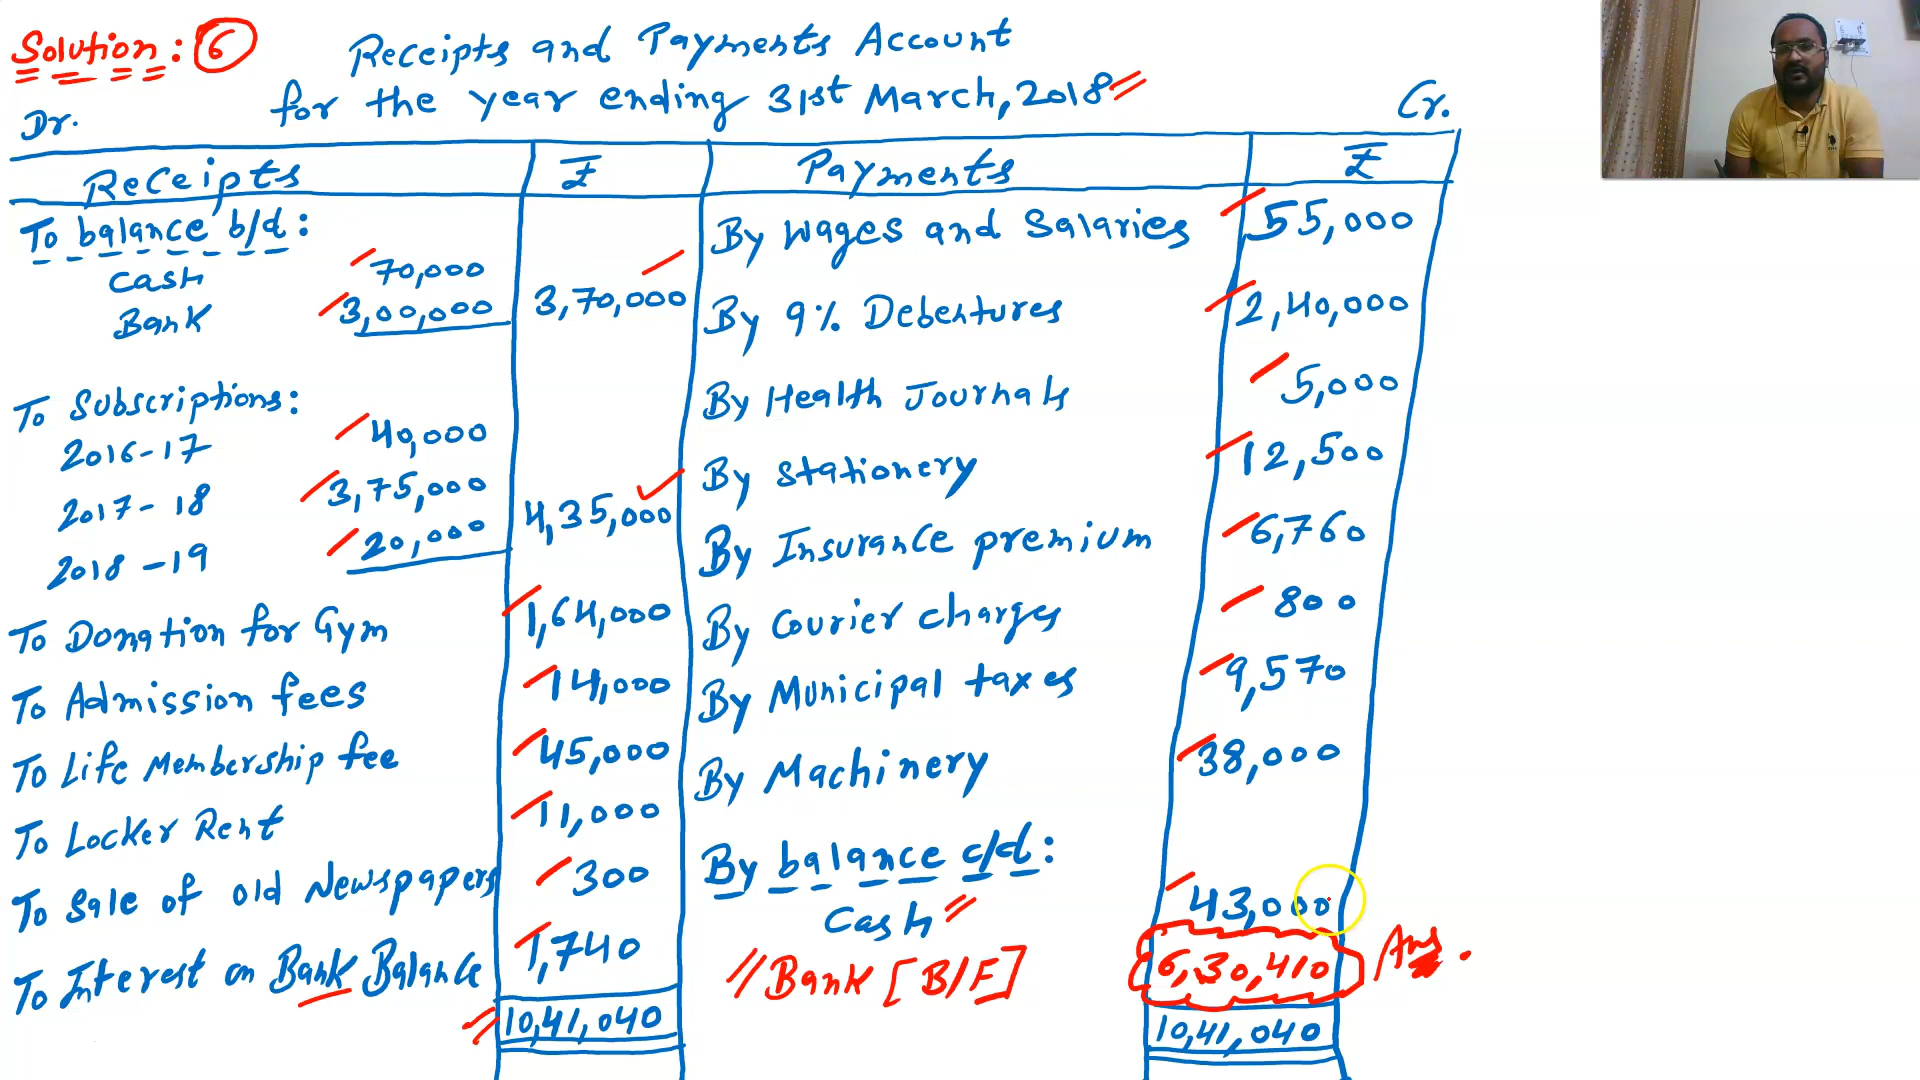 Solution: 6
Receipts and Payments Account
for the year ending 31st March, 2018
Dr. Cr.
Receipts ₹ Payments ₹
To balance b/d:
Cash 70,000
Bank 3,00,000 3,70,000
To Subscriptions:
2016-17 40,000
2017-18 3,75,000
2018-19 20,000 4,35,000
To Donation for Gym 1,64,000
To Admission fees 14,000
To Life Membership fee 45,000
To Locker Rent 11,000
To Sale of old Newspapers 300
To Interest on Bank Balance 1,740
10,41,040
By Wages and Salaries 55,000
By 9% Debentures 2,40,000
By Health Journals 5,000
By Stationery 12,500
By Insurance premium 6,760
By Courier charges 800
By Municipal taxes 9,570
By Machinery 38,000
By balance c/d:
Cash 43,000
Bank [B/F] 6,30,410 Ans.
10,41,040